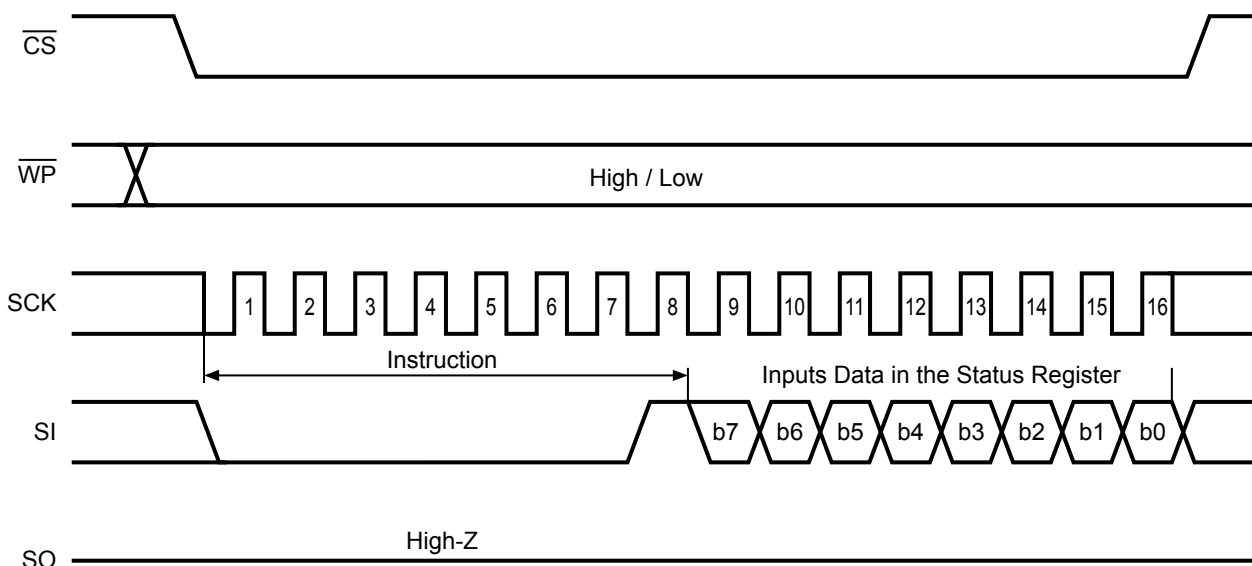 CS
WP
High / Low
SCK
1 2 3 4 5 6 7 8 9 10 11 12 13 14 15 16
Instruction
Inputs Data in the Status Register
SI
b7 b6 b5 b4 b3 b2 b1 b0
High-Z
SO